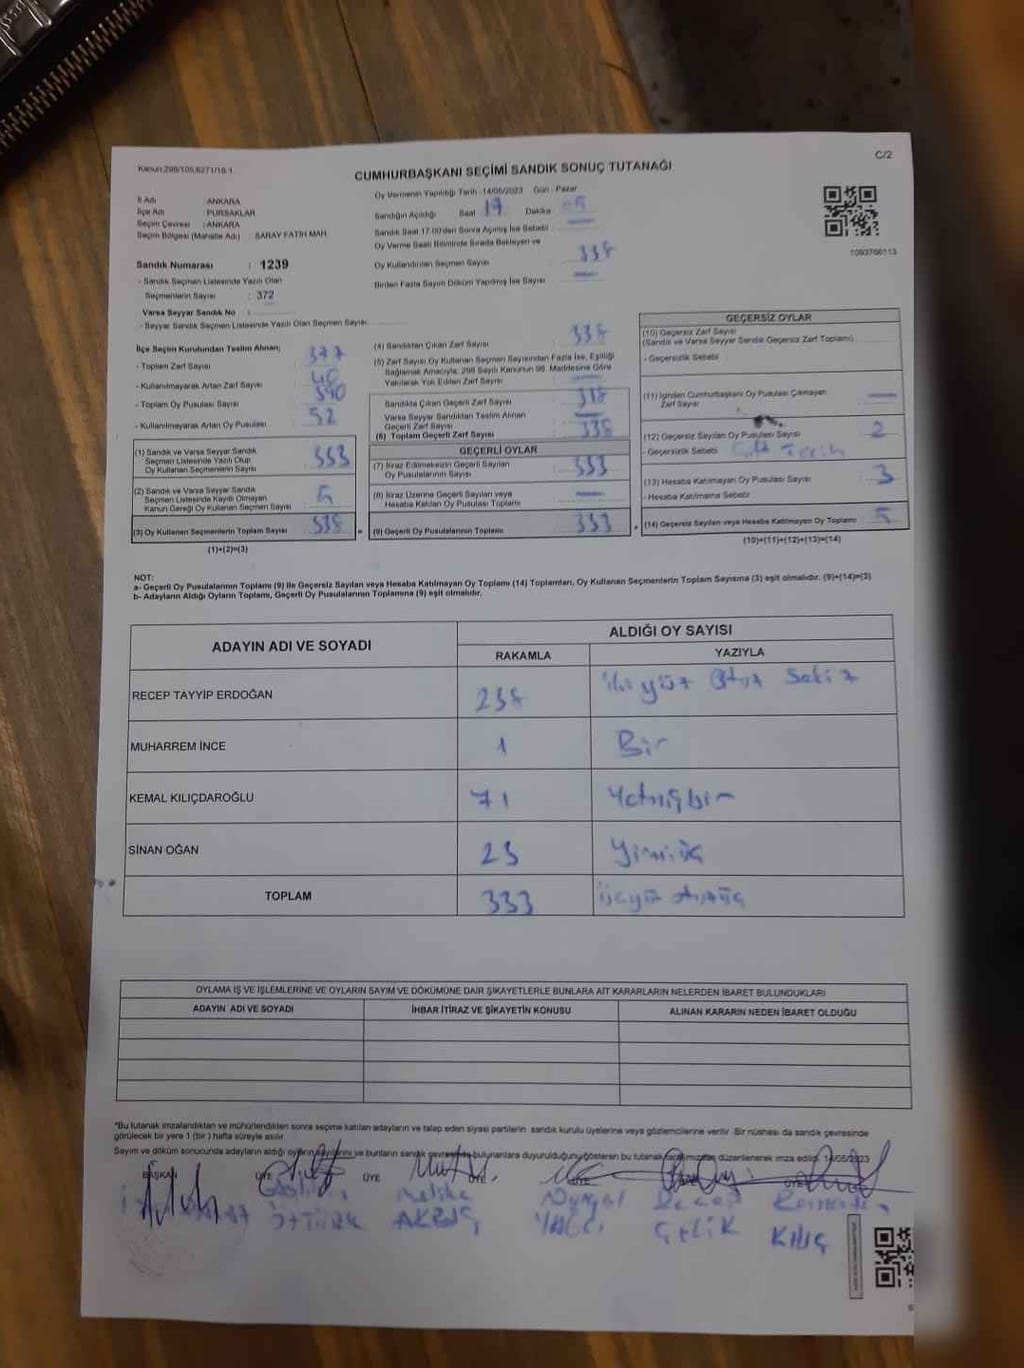 Kanun:298/105,6271/18-1
C/2
CUMHURBAŞKANI SEÇİMİ SANDIK SONUÇ TUTANAĞI
İl Adı : ANKARA
İlçe Adı : PURSAKLAR
Seçim Çevresi : ANKARA
Seçim Bölgesi (Mahalle Adı) : SARAY FATİH MAH.
Oy Vermenin Yapıldığı Tarih :14/05/2023 Gün : Pazar
Sandığın Açıldığı Saat 17 Dakika 05
Sandık Saat 17:00'den Sonra Açılmış İse Sebebi
Oy Verme Saati Bitiminde Sırada Bekleyen ve
Oy Kullandırılan Seçmen Sayısı 338
Birden Fazla Sayım Döküm Yapılmış İse Sayısı
1093766113
Sandık Numarası : 1239
- Sandık Seçmen Listesinde Yazılı Olan
Seçmenlerin Sayısı : 372
Varsa Seyyar Sandık No :
- Seyyar Sandık Seçmen Listesinde Yazılı Olan Seçmen Sayısı
İlçe Seçim Kurulundan Teslim Alınan;
- Toplam Zarf Sayısı 377
- Kullanılmayarak Artan Zarf Sayısı 40
- Toplam Oy Pusulası Sayısı 390
- Kullanılmayarak Artan Oy Pusulası 52
(1) Sandık ve Varsa Seyyar Sandık
Seçmen Listesinde Yazılı Olup
Oy Kullanan Seçmenlerin Sayısı 333
(2) Sandık ve Varsa Seyyar Sandık
Seçmen Listesinde Kayıtlı Olmayan
Kanun Gereği Oy Kullanan Seçmen Sayısı 5
(3) Oy Kullanan Seçmenlerin Toplam Sayısı 338
(1)+(2)=(3)
(4) Sandıktan Çıkan Zarf Sayısı 338
(5) Zarf Sayısı Oy Kullanan Seçmen Sayısından Fazla İse, Eşitliği
Sağlamak Amacıyla, 298 Sayılı Kanunun 98. Maddesine Göre
Yakılarak Yok Edilen Zarf Sayısı
Sandıkta Çıkan Geçerli Zarf Sayısı 338
Varsa Seyyar Sandıktan Teslim Alınan
Geçerli Zarf Sayısı
(6) Toplam Geçerli Zarf Sayısı 338
GEÇERLİ OYLAR
(7) İtiraz Edilmeksizin Geçerli Sayılan
Oy Pusulalarının Sayısı 333
(8) İtiraz Üzerine Geçerli Sayılan veya
Hesaba Katılan Oy Pusulası Toplamı
(9) Geçerli Oy Pusulalarının Toplamı 333
GEÇERSİZ OYLAR
(10) Geçersiz Zarf Sayısı
(Sandık ve Varsa Seyyar Sandık Geçersiz Zarf Toplamı)
- Geçersizlik Sebebi
(11) İçinden Cumhurbaşkanı Oy Pusulası Çıkmayan
Zarf Sayısı
(12) Geçersiz Sayılan Oy Pusulası Sayısı 2
- Geçersizlik Sebebi
(13) Hesaba Katılmayan Oy Pusulası Sayısı 3
- Hesaba Katılmama Sebebi
(14) Geçersiz Sayılan veya Hesaba Katılmayan Oy Toplamı 5
(10)+(11)+(12)+(13)=(14)
NOT:
a- Geçerli Oy Pusulalarının Toplamı (9) ile Geçersiz Sayılan veya Hesaba Katılmayan Oy Toplamı (14) Toplamları, Oy Kullanan Seçmenlerin Toplam Sayısına (3) eşit olmalıdır. (9)+(14)=(3)
b- Adayların Aldığı Oyların Toplamı, Geçerli Oy Pusulalarının Toplamına (9) eşit olmalıdır.
ADAYIN ADI VE SOYADI
ALDIĞI OY SAYISI
RAKAMLA YAZIYLA
RECEP TAYYİP ERDOĞAN 238 iki yüz Otuz Sekiz
MUHARREM İNCE 1 Bir
KEMAL KILIÇDAROĞLU 71 Yetmişbir
SİNAN OĞAN 23
TOPLAM 333
OYLAMA İŞ VE İŞLEMLERİNE VE OYLARIN SAYIM VE DÖKÜMÜNE DAİR ŞİKAYETLERLE BUNLARA AİT KARARLARIN NELERDEN İBARET BULUNDUKLARI
ADAYIN ADI VE SOYADI İHBAR İTİRAZ VE ŞİKAYETİN KONUSU ALINAN KARARIN NEDEN İBARET OLDUĞU
*Bu tutanak imzalandıktan ve mühürlendikten sonra seçime katılan adayların ve talep eden siyasi partilerin sandık kurulu üyelerine veya gözlemcilerine verilir. Bir nüshası da sandık çevresinde
görülecek bir yere 1 (bir ) hafta süreyle asılır.
Sayım ve döküm sonucunda adayların aldığı oyların sayılarını ve bunların sandık çevresinde bulunanlara duyurulduğunu gösteren bu tutanak tarafımızdan düzenlenerek imza edildi. 14/05/2023
BAŞKAN ÜYE ÜYE
ÖZTÜRK
ÇELİK KILIÇ